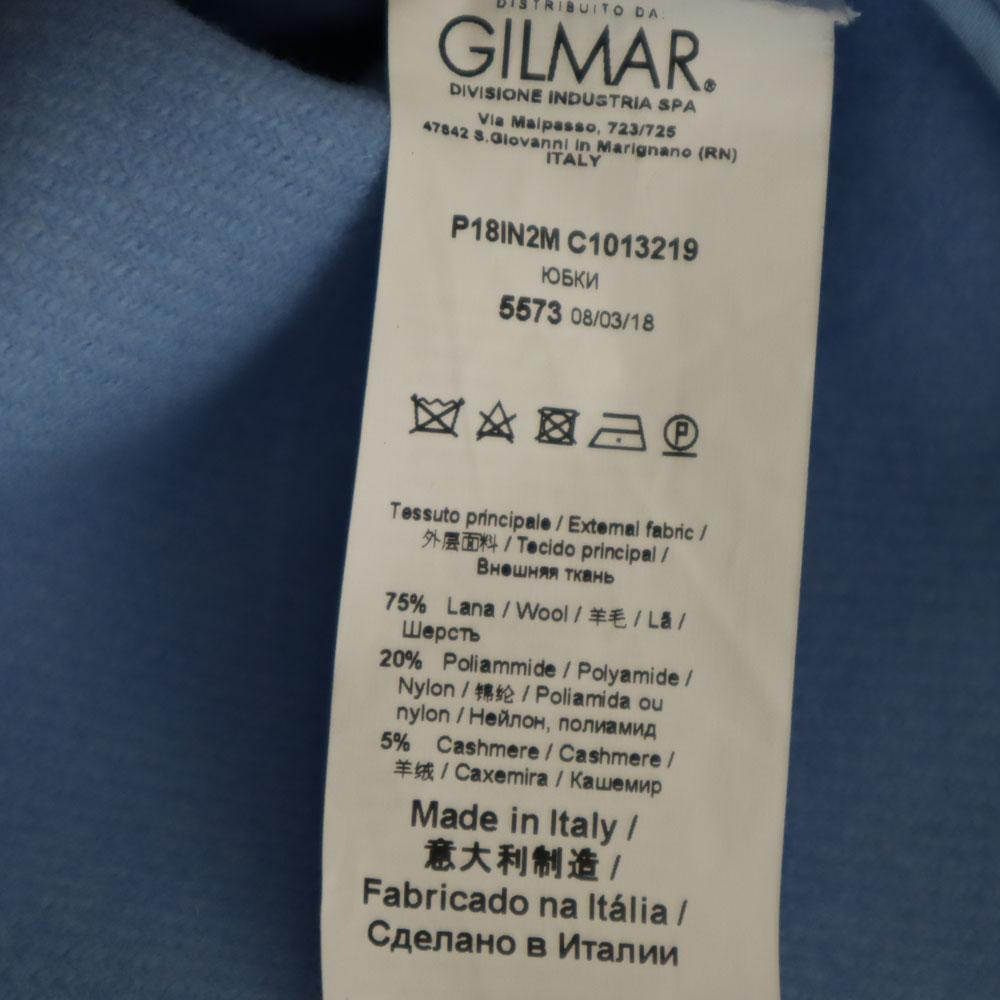 DISTRIBUITO DA:
GILMAR®
DIVISIONE INDUSTRIA SPA
Via Malpasso, 723/725
47842 S.Giovanni in Marignano (RN)
ITALY
P18IN2M C1013219
ЮБКИ
5573 08/03/18
P
Tessuto principale / External fabric /
外层面料 / Tecido principal /
Внешняя ткань
75% Lana / Wool / 羊毛 / Lã /
Шерсть
20% Poliammide / Polyamide /
Nylon / 锦纶 / Poliamida ou
nylon / Нейлон, полиамид
5% Cashmere / Cashmere /
羊绒 / Caxemira / Кашемир
Made in Italy /
意大利制造 /
Fabricado na Itália /
Сделано в Италии